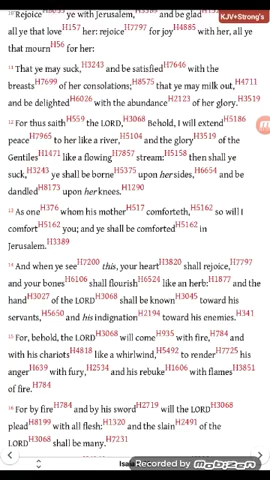 KJV+Strong's
¹⁰ Rejoice H8055 ye with Jerusalem, H3389 and be glad H1523
all ye that love H157 her: rejoice H7797 for joy H4885 with her, all ye
that mourn H56 for her:
¹¹ That ye may suck, H3243 and be satisfied H7646 with the
breasts H7699 of her consolations; H8575 that ye may milk out, H4711
and be delighted H6026 with the abundance H2123 of her glory. H3519
¹² For thus saith H559 the LORD, H3068 Behold, I will extend H5186
peace H7965 to her like a river, H5104 and the glory H3519 of the
Gentiles H1471 like a flowing H7857 stream: H5158 then shall ye
suck, H3243 ye shall be borne H5375 upon her sides, H6654 and be
dandled H8173 upon her knees. H1290
¹³ As one H376 whom his mother H517 comforteth, H5162 so will I
comfort H5162 you; and ye shall be comforted H5162 in
Jerusalem. H3389
¹⁴ And when ye see H7200 this, your heart H3820 shall rejoice, H7797
and your bones H6106 shall flourish H6524 like an herb: H1877 and the
hand H3027 of the LORD H3068 shall be known H3045 toward his
servants, H5650 and his indignation H2194 toward his enemies. H341
¹⁵ For, behold, the LORD H3068 will come H935 with fire, H784 and
with his chariots H4818 like a whirlwind, H5492 to render H7725 his
anger H639 with fury, H2534 and his rebuke H1606 with flames H3851
of fire. H784
¹⁶ For by fire H784 and by his sword H2719 will the LORD H3068
plead H8199 with all flesh: H1320 and the slain H2491 of the
LORD H3068 shall be many. H7231
Recorded by MOBIZEN